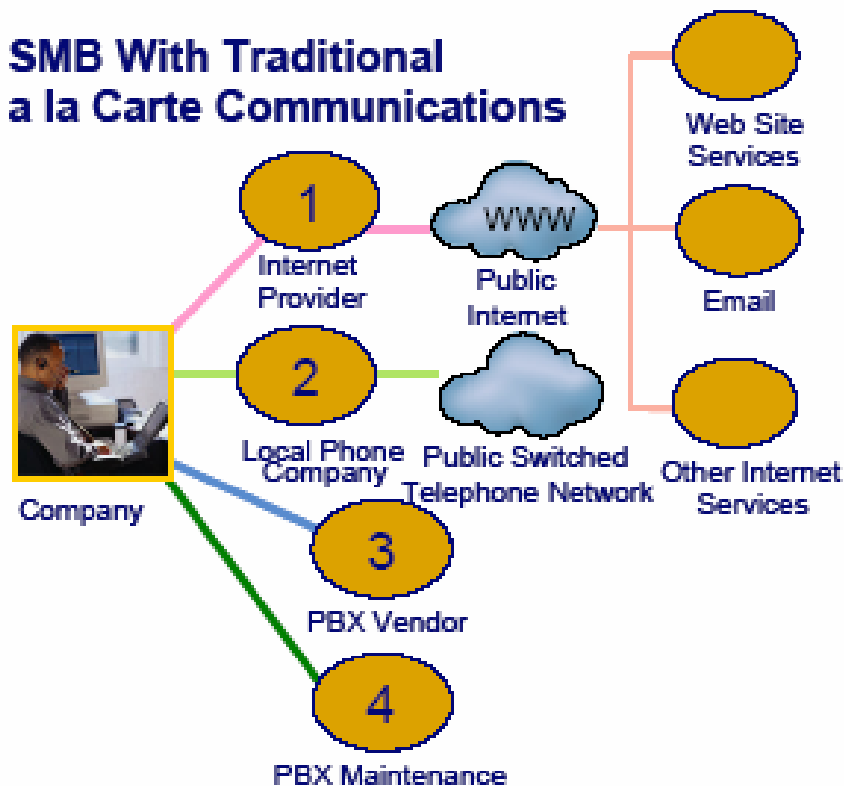 SMB With Traditional
a la Carte Communications
Web Site
Services
1
Internet
Provider
WWW
Public
Internet
Email
2
Local Phone
Company
Public Switched
Telephone Network
Other Internet
Services
Company
3
PBX Vendor
4
PBX Maintenance